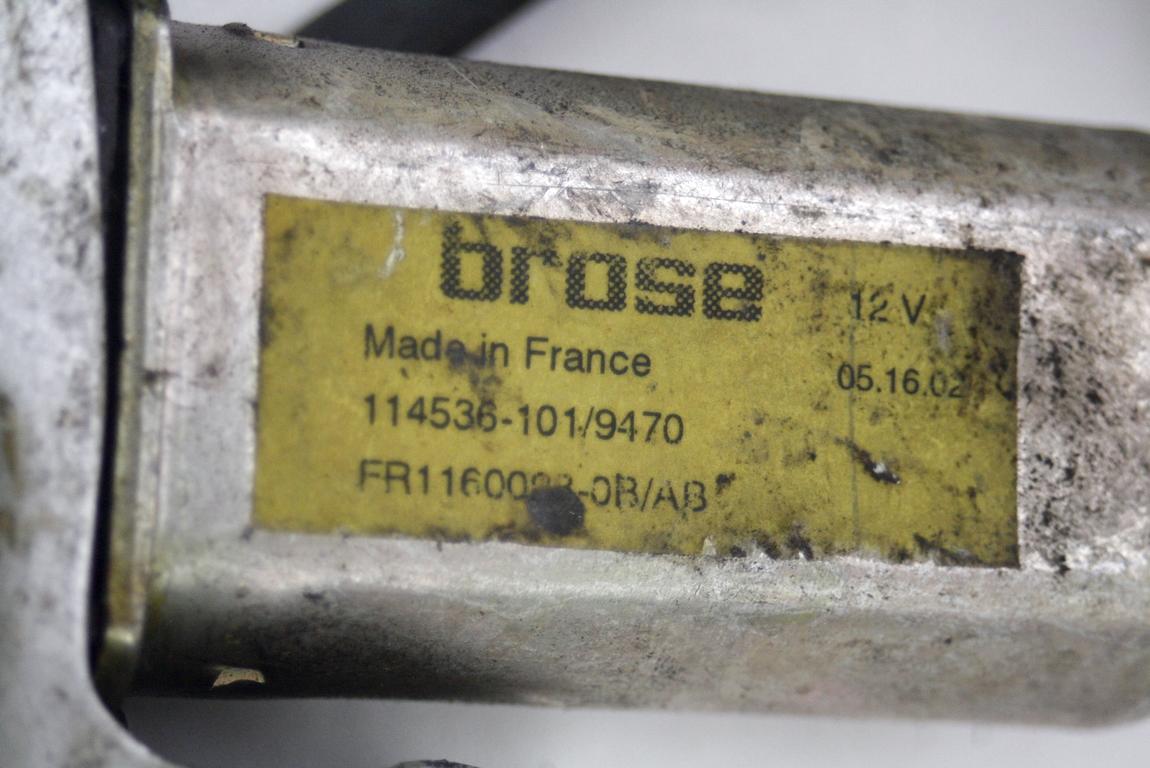 brose
12 V
Made in France
05.16.02
114536-101/9470